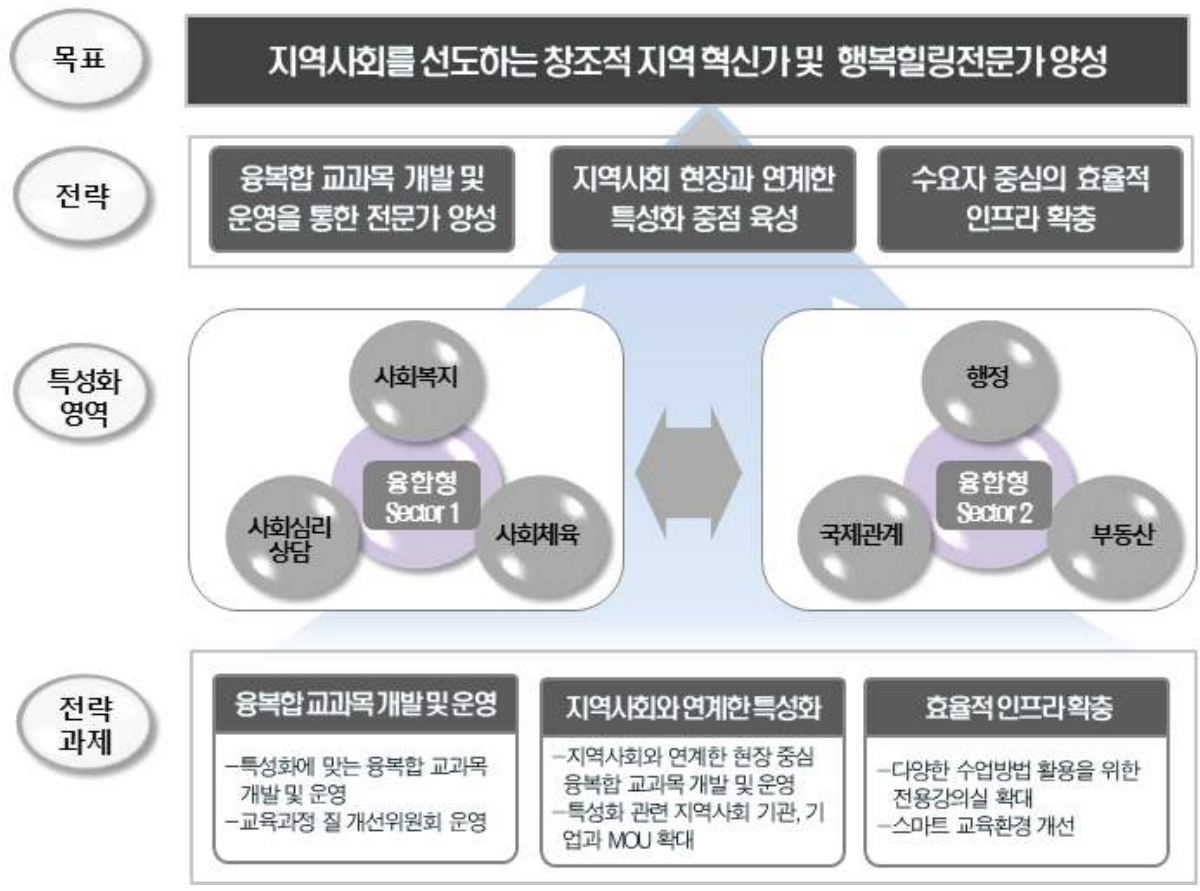 목표
지역사회를 선도하는 창조적 지역 혁신가 및 행복힐링전문가 양성
전략
융복합 교과목 개발 및
운영을 통한 전문가 양성
지역사회 현장과 연계한
특성화 중점 육성
수요자 중심의 효율적
인프라 확충
특성화
영역
사회복지
융합형
Sector 1
사회심리
상담
사회체육
행정
융합형
Sector 2
국제관계
부동산
전략
과제
융복합 교과목 개발 및 운영
-특성화에 맞는 융복합 교과목
개발 및 운영
-교육과정 질 개선위원회 운영
지역사회와 연계한 특성화
-지역사회와 연계한 현장 중심
융복합 교과목 개발 및 운영
-특성화 관련 지역사회 기관, 기
업과 MOU 확대
효율적 인프라 확충
-다양한 수업방법 활용을 위한
전용강의실 확대
-스마트 교육환경 개선